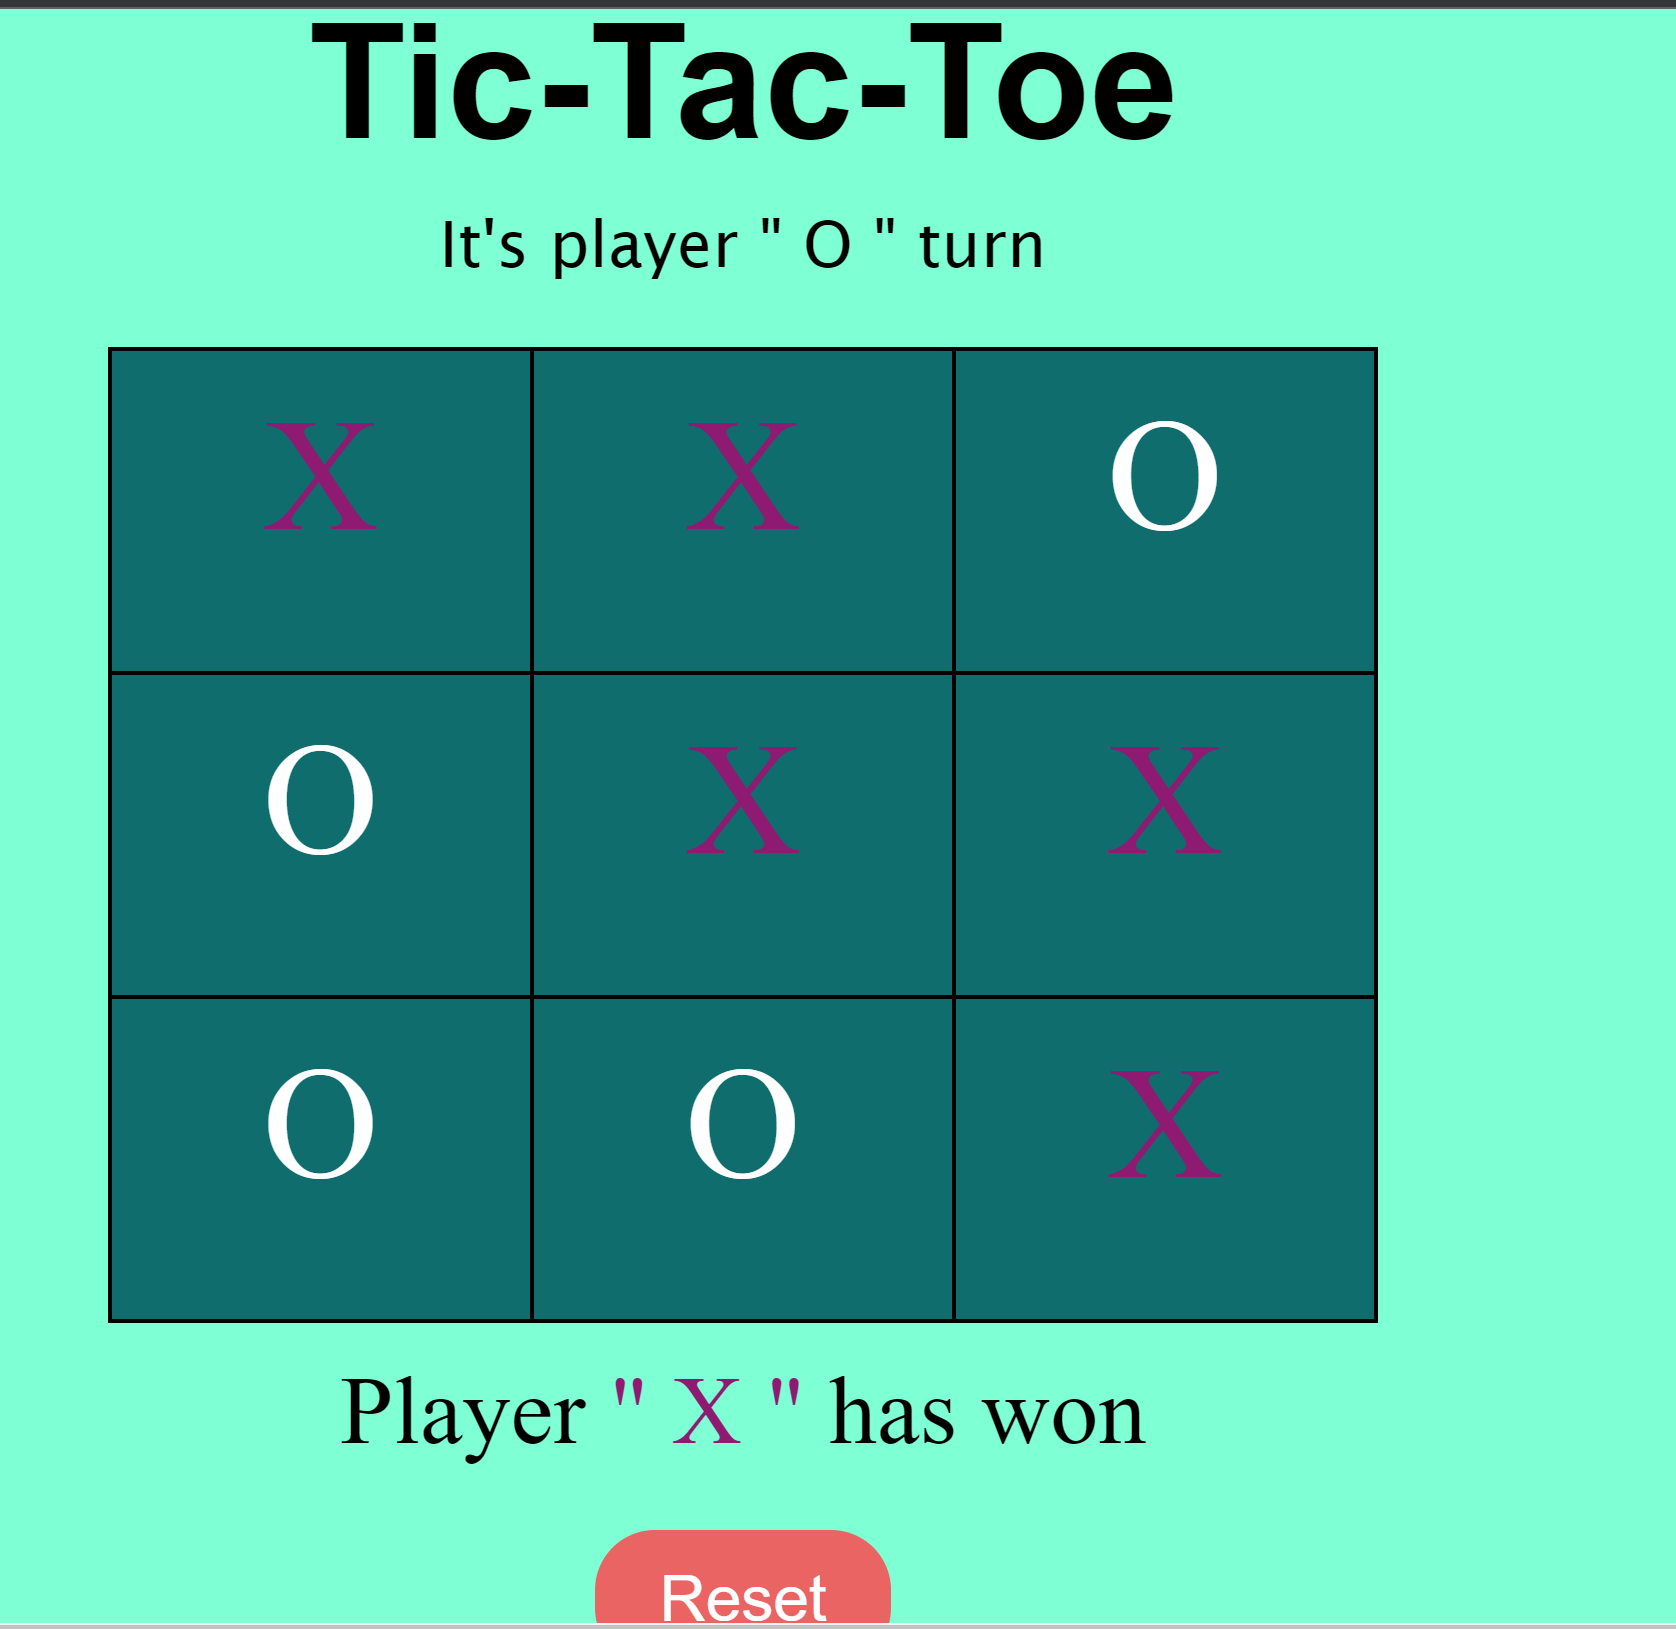 Tic-Tac-Toe
It's player " O " turn
X X O
O X X
O O X
Player " X " has won
Reset